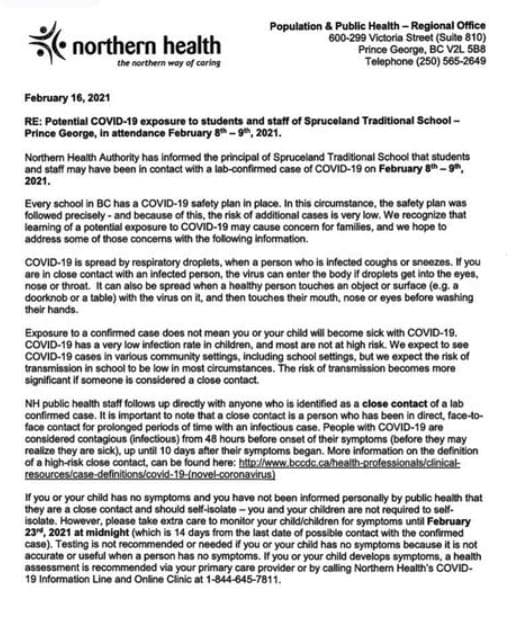 northern health
the northern way of caring
Population & Public Health – Regional Office
600-299 Victoria Street (Suite 810)
Prince George, BC V2L 5B8
Telephone (250) 565-2649
February 16, 2021
RE: Potential COVID-19 exposure to students and staff of Spruceland Traditional School –
Prince George, in attendance February 8th – 9th, 2021.
Northern Health Authority has informed the principal of Spruceland Traditional School that students
and staff may have been in contact with a lab-confirmed case of COVID-19 on February 8th – 9th,
2021.
Every school in BC has a COVID-19 safety plan in place. In this circumstance, the safety plan was
followed precisely - and because of this, the risk of additional cases is very low. We recognize that
learning of a potential exposure to COVID-19 may cause concern for families, and we hope to
address some of those concerns with the following information.
COVID-19 is spread by respiratory droplets, when a person who is infected coughs or sneezes. If you
are in close contact with an infected person, the virus can enter the body if droplets get into the eyes,
nose or throat. It can also be spread when a healthy person touches an object or surface (e.g. a
doorknob or a table) with the virus on it, and then touches their mouth, nose or eyes before washing
their hands.
Exposure to a confirmed case does not mean you or your child will become sick with COVID-19.
COVID-19 has a very low infection rate in children, and most are not at high risk. We expect to see
COVID-19 cases in various community settings, including school settings, but we expect the risk of
transmission in school to be low in most circumstances. The risk of transmission becomes more
significant if someone is considered a close contact.
NH public health staff follows up directly with anyone who is identified as a close contact of a lab
confirmed case. It is important to note that a close contact is a person who has been in direct, face-to-
face contact for prolonged periods of time with an infectious case. People with COVID-19 are
considered contagious (infectious) from 48 hours before onset of their symptoms (before they may
realize they are sick), up until 10 days after their symptoms began. More information on the definition
of a high-risk close contact, can be found here: http://www.bccdc.ca/health-professionals/clinical-
resources/case-definitions/covid-19-(novel-coronavirus)
If you or your child has no symptoms and you have not been informed personally by public health that
they are a close contact and should self-isolate – you and your children are not required to self-
isolate. However, please take extra care to monitor your child/children for symptoms until February
23rd, 2021 at midnight (which is 14 days from the last date of possible contact with the confirmed
case). Testing is not recommended or needed if you or your child has no symptoms because it is not
accurate or useful when a person has no symptoms. If you or your child develops symptoms, a health
assessment is recommended via your primary care provider or by calling Northern Health's COVID-
19 Information Line and Online Clinic at 1-844-645-7811.